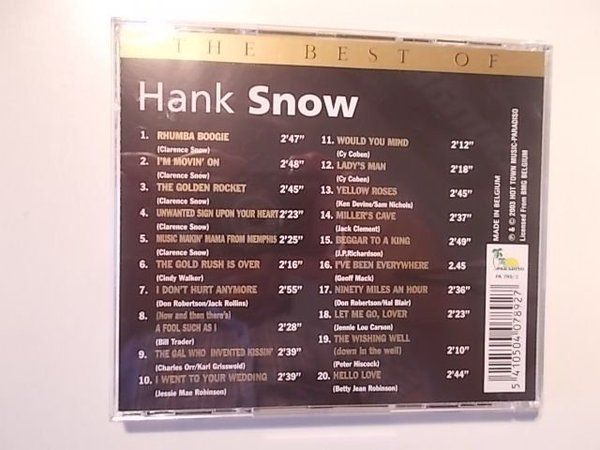 THE BEST OF
Hank Snow
1. RHUMBA BOOGIE 2'47"
(Clarence Snow)
2. I'M MOVIN' ON 2'48"
(Clarence Snow)
3. THE GOLDEN ROCKET 2'45"
(Clarence Snow)
4. UNWANTED SIGN UPON YOUR HEART 2'23"
(Clarence Snow)
5. MUSIC MAKIN' MAMA FROM MEMPHIS 2'25"
(Clarence Snow)
6. THE GOLD RUSH IS OVER 2'16"
(Cindy Walker)
7. I DON'T HURT ANYMORE 2'55"
(Don Robertson/Jack Rollins)
8. (Now and then there's)
A FOOL SUCH AS I 2'28"
(Bill Trader)
9. THE GAL WHO INVENTED KISSIN' 2'39"
(Charles Orr/Karl Griswold)
10. I WENT TO YOUR WEDDING 2'39"
(Jessie Mae Robinson)
11. WOULD YOU MIND 2'12"
(Cy Coben)
12. LADY'S MAN 2'18"
(Cy Coben)
13. YELLOW ROSES 2'45"
(Ken Devine/Sam Nichols)
14. MILLER'S CAVE 2'37"
(Jack Clement)
15. BEGGAR TO A KING 2'49"
(J.P.Richardson)
16. I'VE BEEN EVERYWHERE 2.45
(Geoff Mack)
17. NINETY MILES AN HOUR 2'36"
(Don Robertson/Hal Blair)
18. LET ME GO, LOVER 2'23"
(Jennie Lou Carson)
19. THE WISHING WELL
(down in the well) 2'10"
(Peter Hiscock)
20. HELLO LOVE 2'44"
(Betty Jean Robinson)
MADE IN BELGIUM
℗ & © 2003 HOT TOWN MUSIC-PARADISO
Licensed From BMG BELGIUM
PARADISO
5 410504 078927